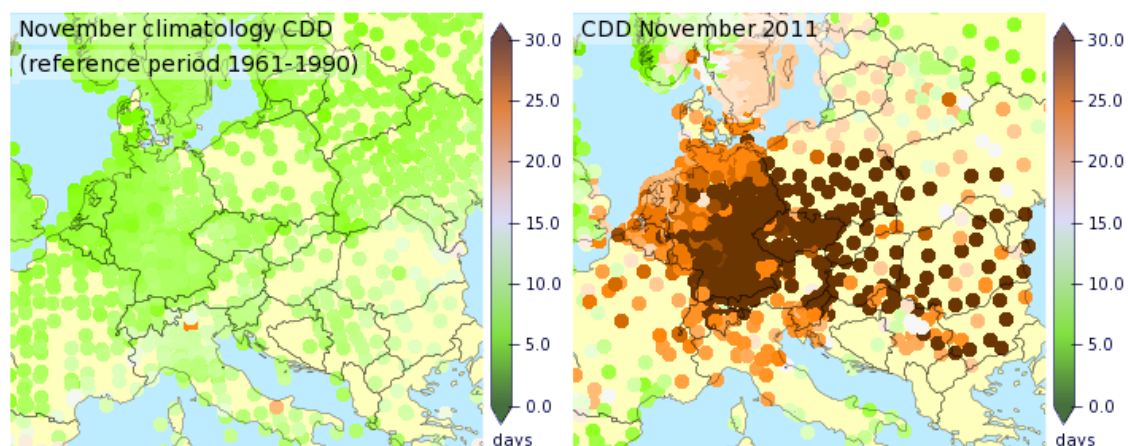 November climatology CDD
(reference period 1961-1990)
30.0
25.0
20.0
15.0
10.0
5.0
0.0
days
CDD November 2011
30.0
25.0
20.0
15.0
10.0
5.0
0.0
days